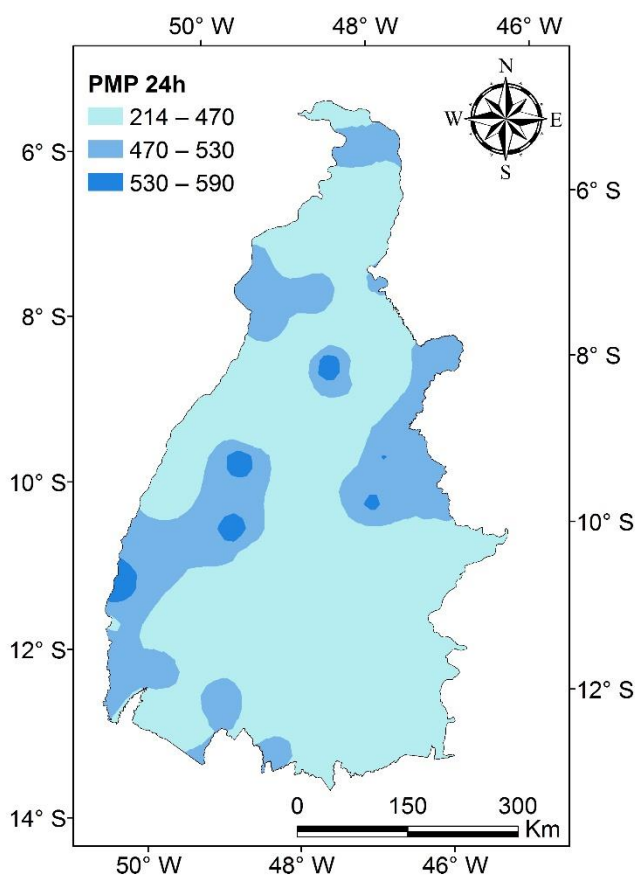 50° W 48° W 46° W
PMP 24h
214 – 470
470 – 530
530 – 590
N
W E
S
6° S
6° S
8° S
8° S
10° S
10° S
12° S
12° S
14° S
0 150 300
Km
50° W 48° W 46° W